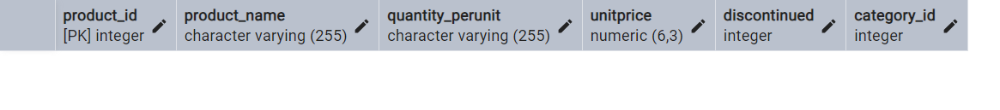 product_id
[PK] integer
product_name
character varying (255)
quantity_perunit
character varying (255)
unitprice
numeric (6,3)
discontinued
integer
category_id
integer